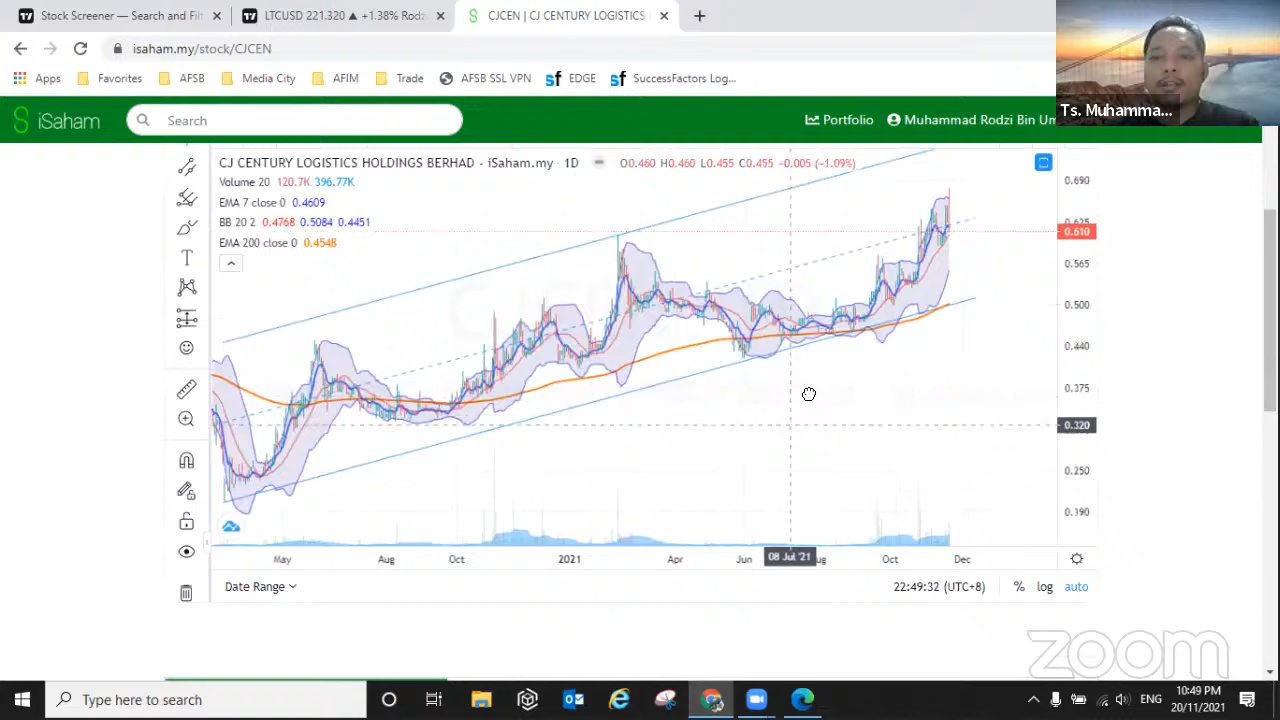 Stock Screener — Search and Filt
LTCUSD 221.320 ▲ +1.38% Rodz
CJCEN | CJ CENTURY LOGISTICS
isaham.my/stock/CJCEN
Apps Favorites AFSB Media City AFIM Trade AFSB SSL VPN EDGE SuccessFactors Log...
Ts. Muhamma...
iSaham Search Portfolio Muhammad Rodzi Bin Um
CJ CENTURY LOGISTICS HOLDINGS BERHAD - iSaham.my · 1D O0.460 H0.460 L0.455 C0.455 -0.005 (-1.09%)
Volume 20 120.7K 396.77K
EMA 7 close 0 0.4609
BB 20 2 0.4768 0.5084 0.4451
EMA 200 close 0 0.4548
0.690
0.625
0.610
0.565
0.500
0.440
0.375
0.320
0.250
0.190
May Aug Oct 2021 Apr Jun 08 Jul '21 ug Oct Dec
Date Range 22:49:32 (UTC+8) % log auto
zoom
Type here to search
ENG
10:49 PM
20/11/2021